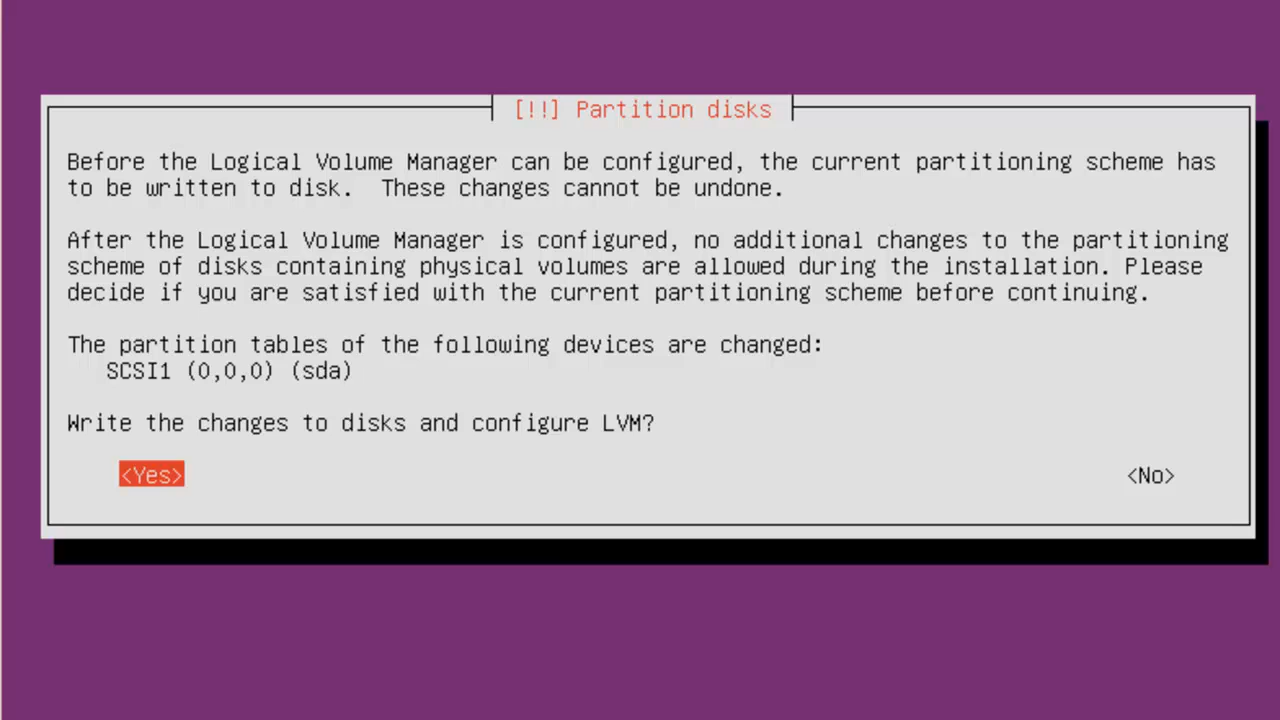 [!!] Partition disks
Before the Logical Volume Manager can be configured, the current partitioning scheme has
to be written to disk.  These changes cannot be undone.
After the Logical Volume Manager is configured, no additional changes to the partitioning
scheme of disks containing physical volumes are allowed during the installation. Please
decide if you are satisfied with the current partitioning scheme before continuing.
The partition tables of the following devices are changed:
SCSI1 (0,0,0) (sda)
Write the changes to disks and configure LVM?
<Yes> <No>